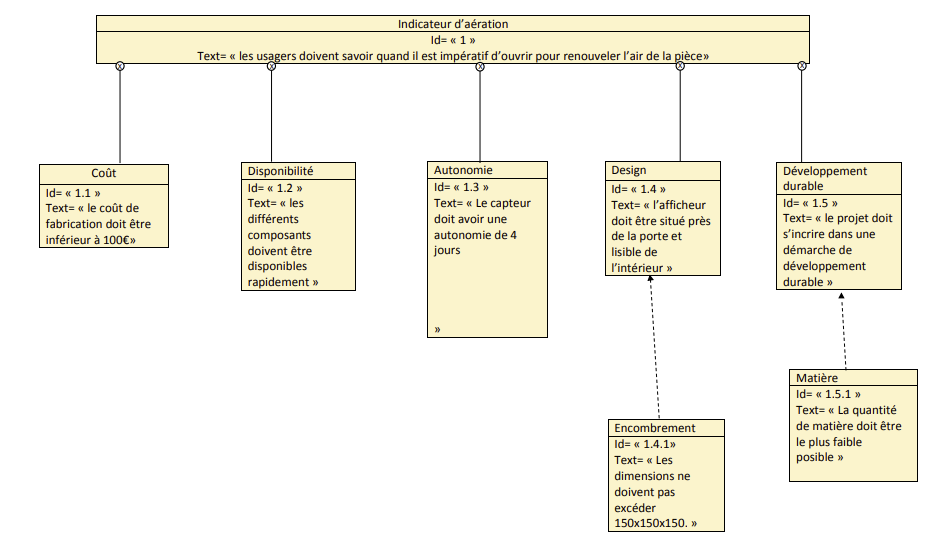 Indicateur d’aération
Id= « 1 »
Text= « les usagers doivent savoir quand il est impératif d’ouvrir pour renouveler l’air de la pièce»
Coût
Id= « 1.1 »
Text= « le coût de
fabrication doit être
inférieur à 100€»
Disponibilité
Id= « 1.2 »
Text= « les
différents
composants
doivent être
disponibles
rapidement »
Autonomie
Id= « 1.3 »
Text= « Le capteur
doit avoir une
autonomie de 4
jours
»
Design
Id= « 1.4 »
Text= « l’afficheur
doit être situé près
de la porte et
lisible de
l’intérieur »
Développement
durable
Id= « 1.5 »
Text= « le projet doit
s’incrire dans une
démarche de
développement
durable »
Encombrement
Id= « 1.4.1»
Text= « Les
dimensions ne
doivent pas
excéder
150x150x150. »
Matière
Id= « 1.5.1 »
Text= « La quantité
de matière doit être
le plus faible
posible »